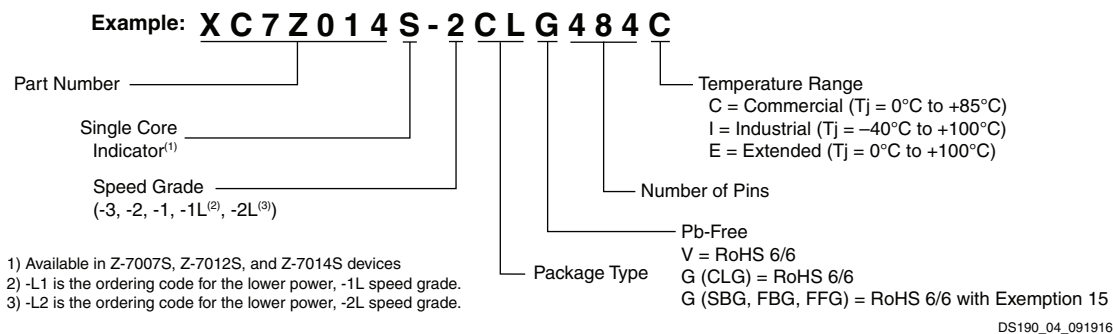 Example: XC7Z014S-2CLG484C
Part Number
Single Core
Indicator(1)
Speed Grade
(-3, -2, -1, -1L(2), -2L(3))
Temperature Range
C = Commercial (Tj = 0°C to +85°C)
I = Industrial (Tj = –40°C to +100°C)
E = Extended (Tj = 0°C to +100°C)
Number of Pins
Pb-Free
V = RoHS 6/6
G (CLG) = RoHS 6/6
G (SBG, FBG, FFG) = RoHS 6/6 with Exemption 15
Package Type
1) Available in Z-7007S, Z-7012S, and Z-7014S devices
2) -L1 is the ordering code for the lower power, -1L speed grade.
3) -L2 is the ordering code for the lower power, -2L speed grade.
DS190_04_091916